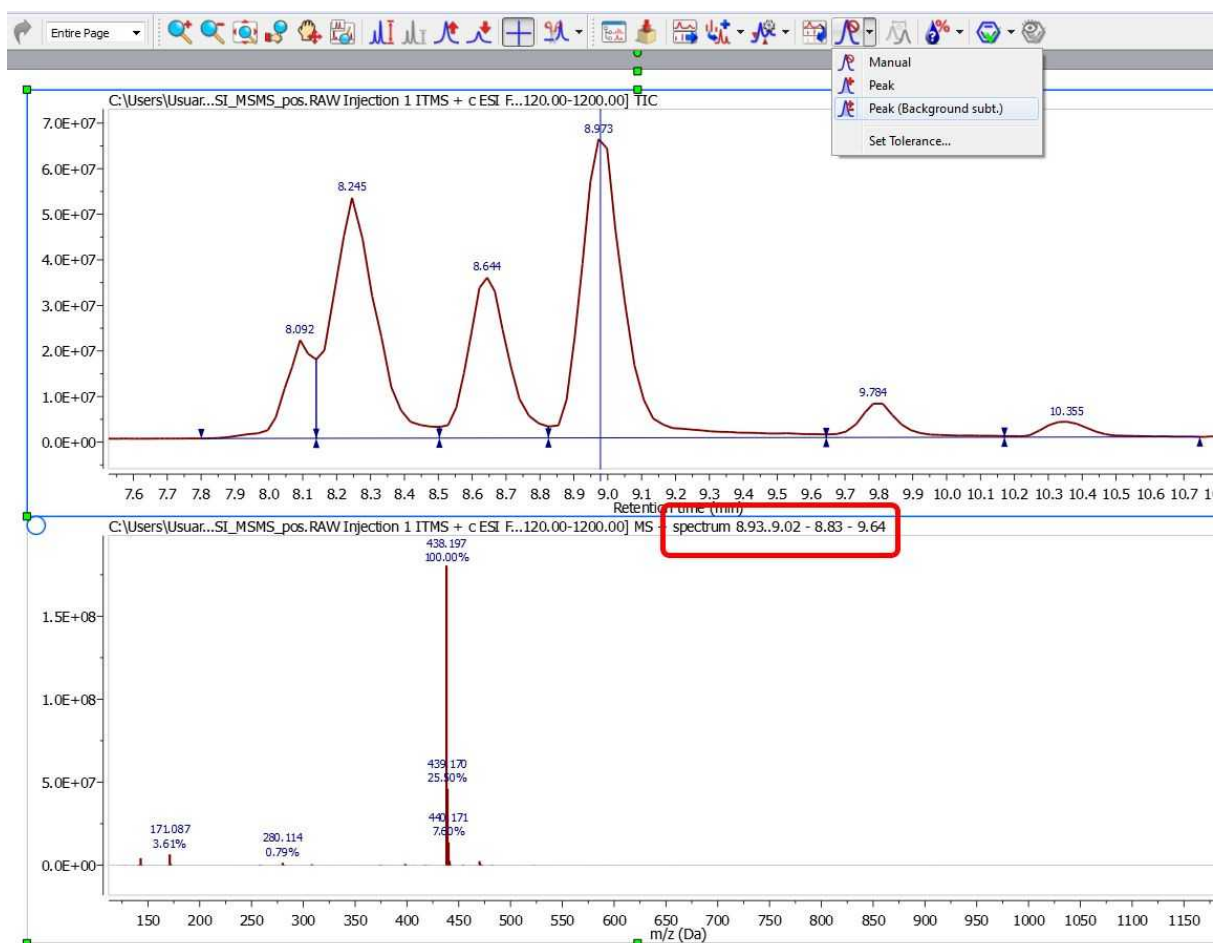 Entire Page
Manual
Peak
Peak (Background subt.)
Set Tolerance...
C:\Users\Usuar...SI_MSMS_pos.RAW Injection 1 ITMS + c ESI F...120.00-1200.00] TIC
7.0E+07
6.0E+07
5.0E+07
4.0E+07
3.0E+07
2.0E+07
1.0E+07
0.0E+00
8.092
8.245
8.644
8.973
9.784
10.355
7.6 7.7 7.8 7.9 8.0 8.1 8.2 8.3 8.4 8.5 8.6 8.7 8.8 8.9 9.0 9.1 9.2 9.3 9.4 9.5 9.6 9.7 9.8 9.9 10.0 10.1 10.2 10.3 10.4 10.5 10.6 10.7
Retention time (min)
C:\Users\Usuar...SI_MSMS_pos.RAW Injection 1 ITMS + c ESI F...120.00-1200.00] MS + spectrum 8.93..9.02 - 8.83 - 9.64
438.197
100.00%
1.5E+08
1.0E+08
5.0E+07
0.0E+00
439.170
25.50%
440.171
7.60%
171.087
3.61%
280.114
0.79%
150 200 250 300 350 400 450 500 550 600 650 700 750 800 850 900 950 1000 1050 1100 1150
m/z (Da)